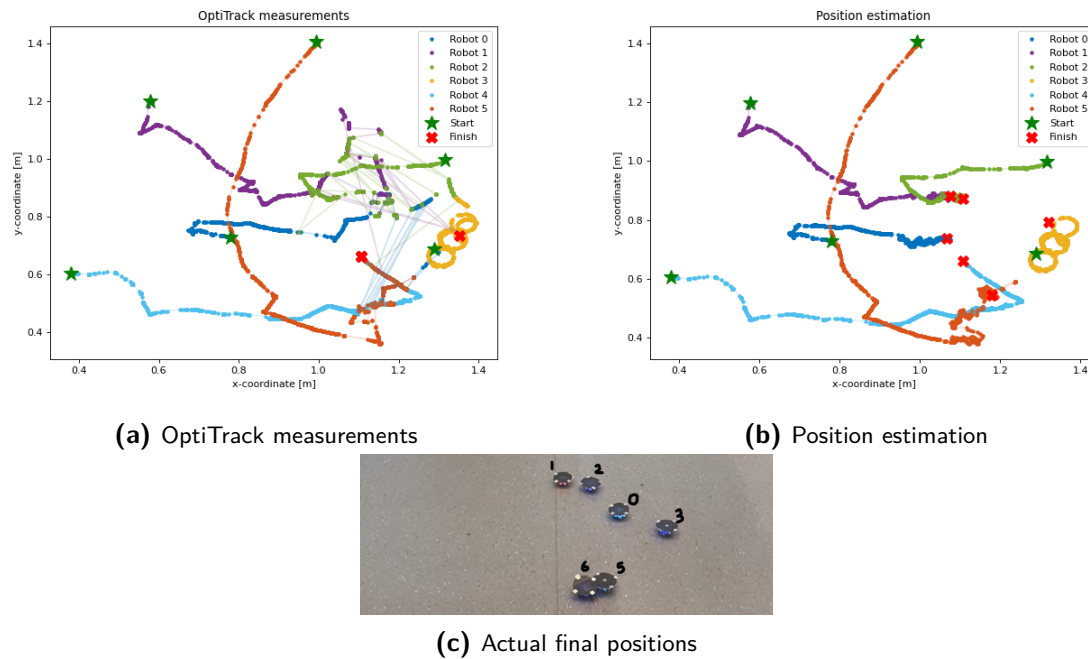 OptiTrack measurements
1.4
1.2
1.0
0.8
0.6
0.4
y-coordinate [m]
0.4
0.6
0.8
1.0
1.2
1.4
x-coordinate [m]
Robot 0
Robot 1
Robot 2
Robot 3
Robot 4
Robot 5
Start
Finish
Position estimation
1.4
1.2
1.0
0.8
0.6
0.4
y-coordinate [m]
0.4
0.6
0.8
1.0
1.2
1.4
x-coordinate [m]
Robot 0
Robot 1
Robot 2
Robot 3
Robot 4
Robot 5
Start
Finish
(a) OptiTrack measurements
(b) Position estimation
1
2
0
3
6
5
(c) Actual final positions